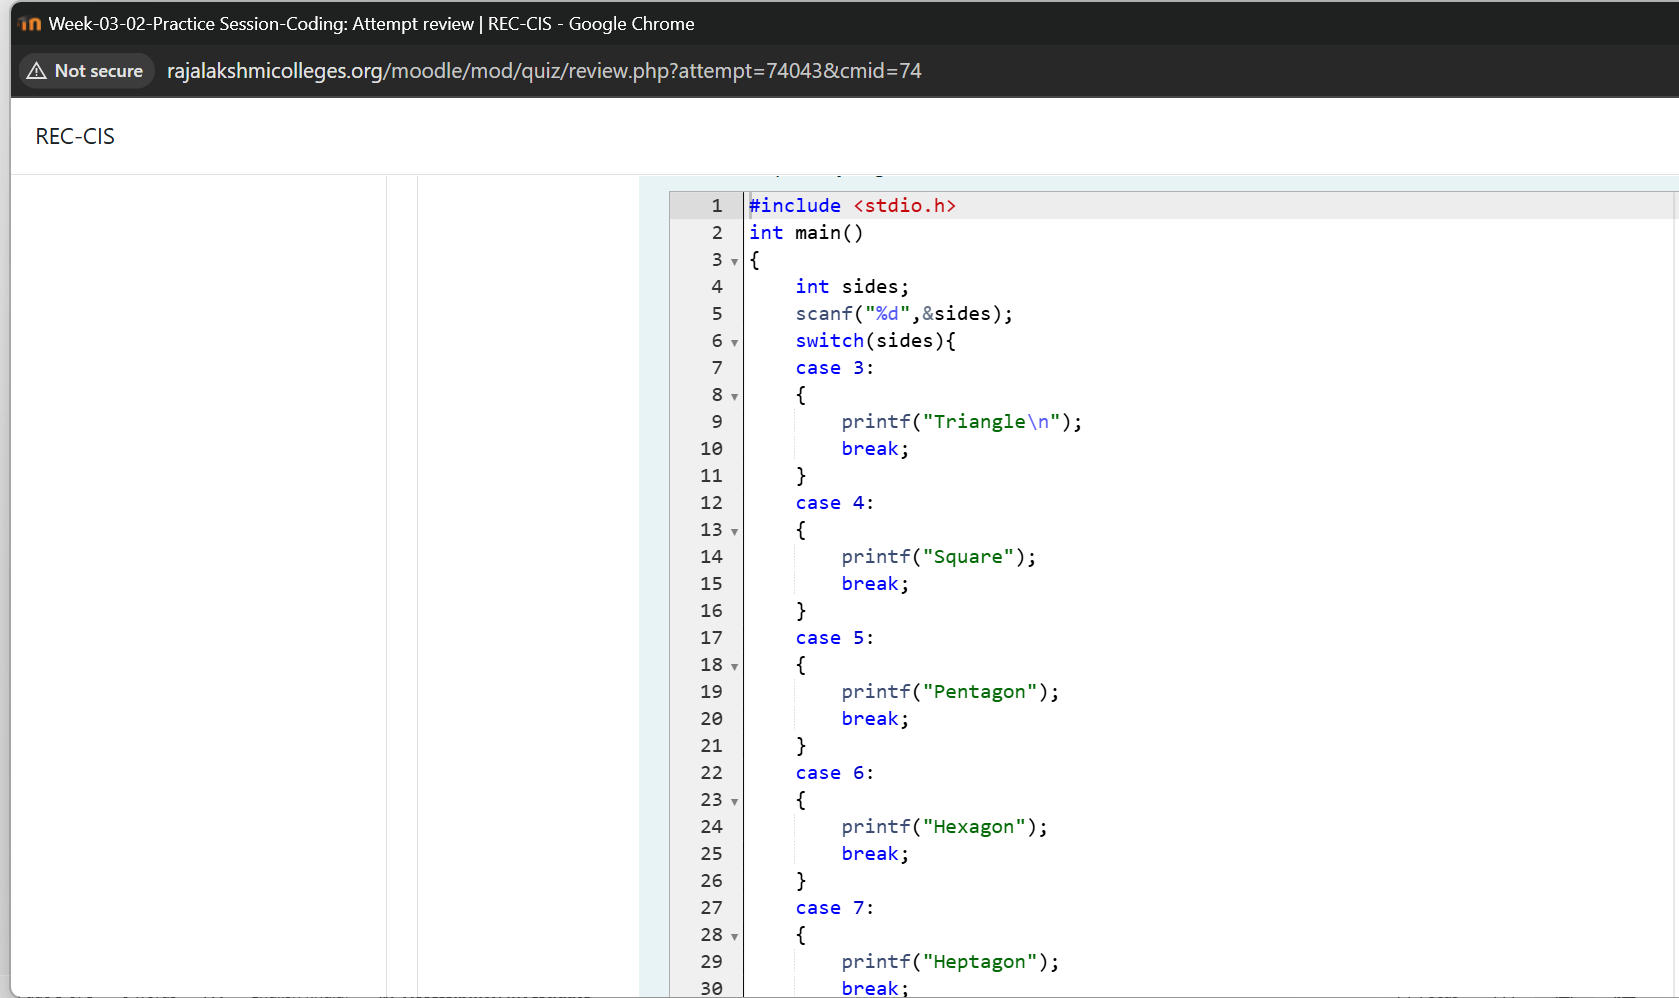 Week-03-02-Practice Session-Coding: Attempt review | REC-CIS - Google Chrome
Not secure rajalakshmicolleges.org/moodle/mod/quiz/review.php?attempt=74043&cmid=74
REC-CIS
1 #include <stdio.h>
2 int main()
3 {
4     int sides;
5     scanf("%d",&sides);
6     switch(sides){
7     case 3:
8     {
9         printf("Triangle\n");
10         break;
11     }
12     case 4:
13     {
14         printf("Square");
15         break;
16     }
17     case 5:
18     {
19         printf("Pentagon");
20         break;
21     }
22     case 6:
23     {
24         printf("Hexagon");
25         break;
26     }
27     case 7:
28     {
29         printf("Heptagon");
30         break;